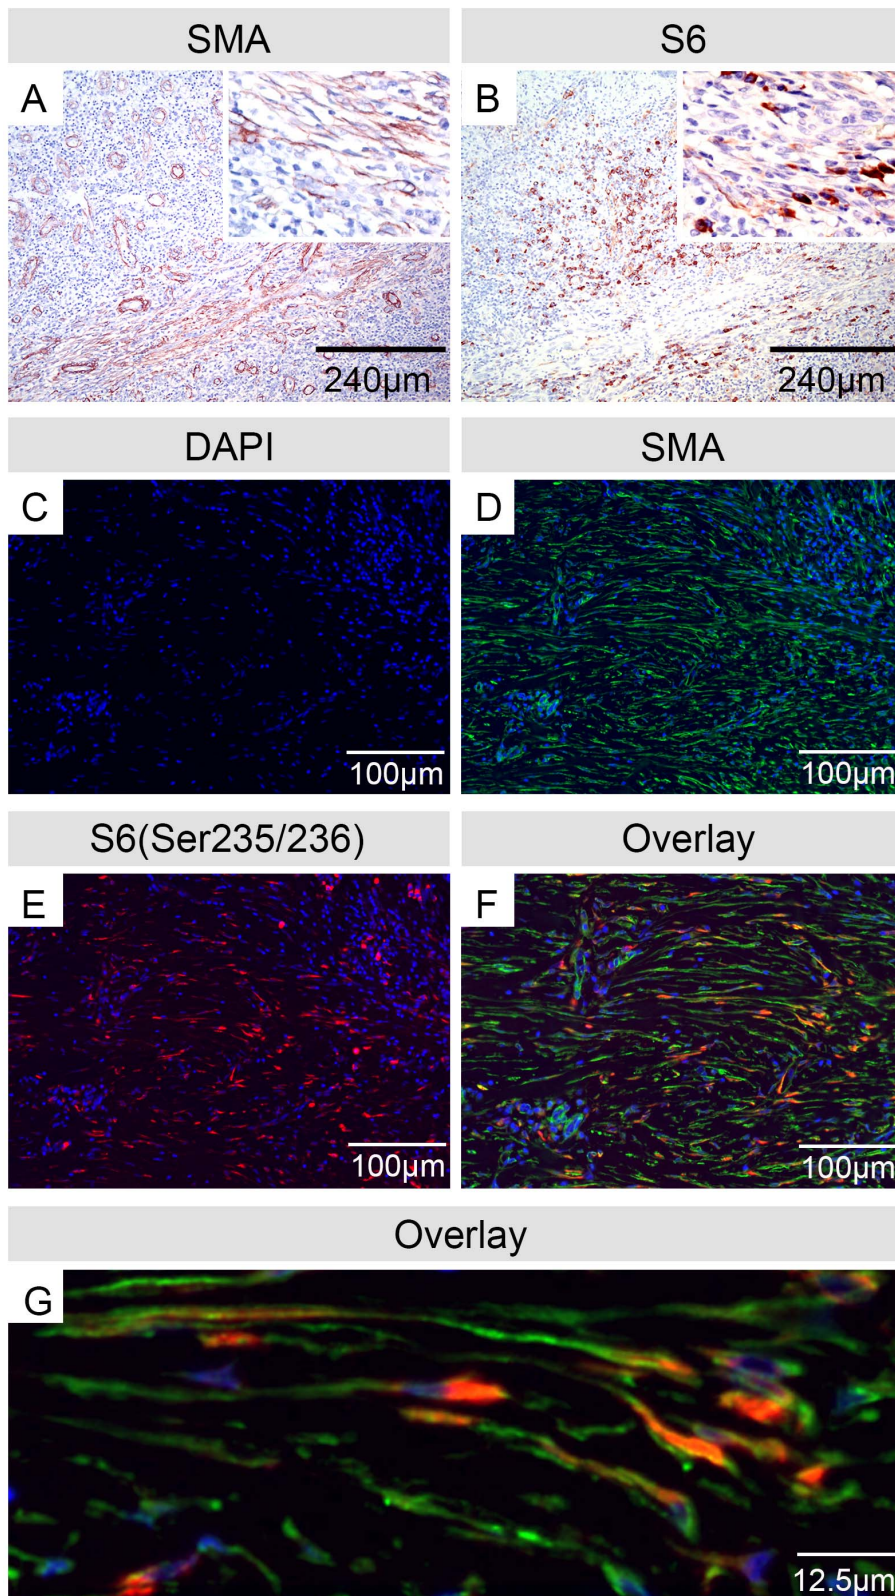 SMA
S6
A
B
240µm
240µm
DAPI
SMA
C
D
100µm
100µm
S6(Ser235/236)
Overlay
E
F
100µm
100µm
Overlay
G
12.5µm